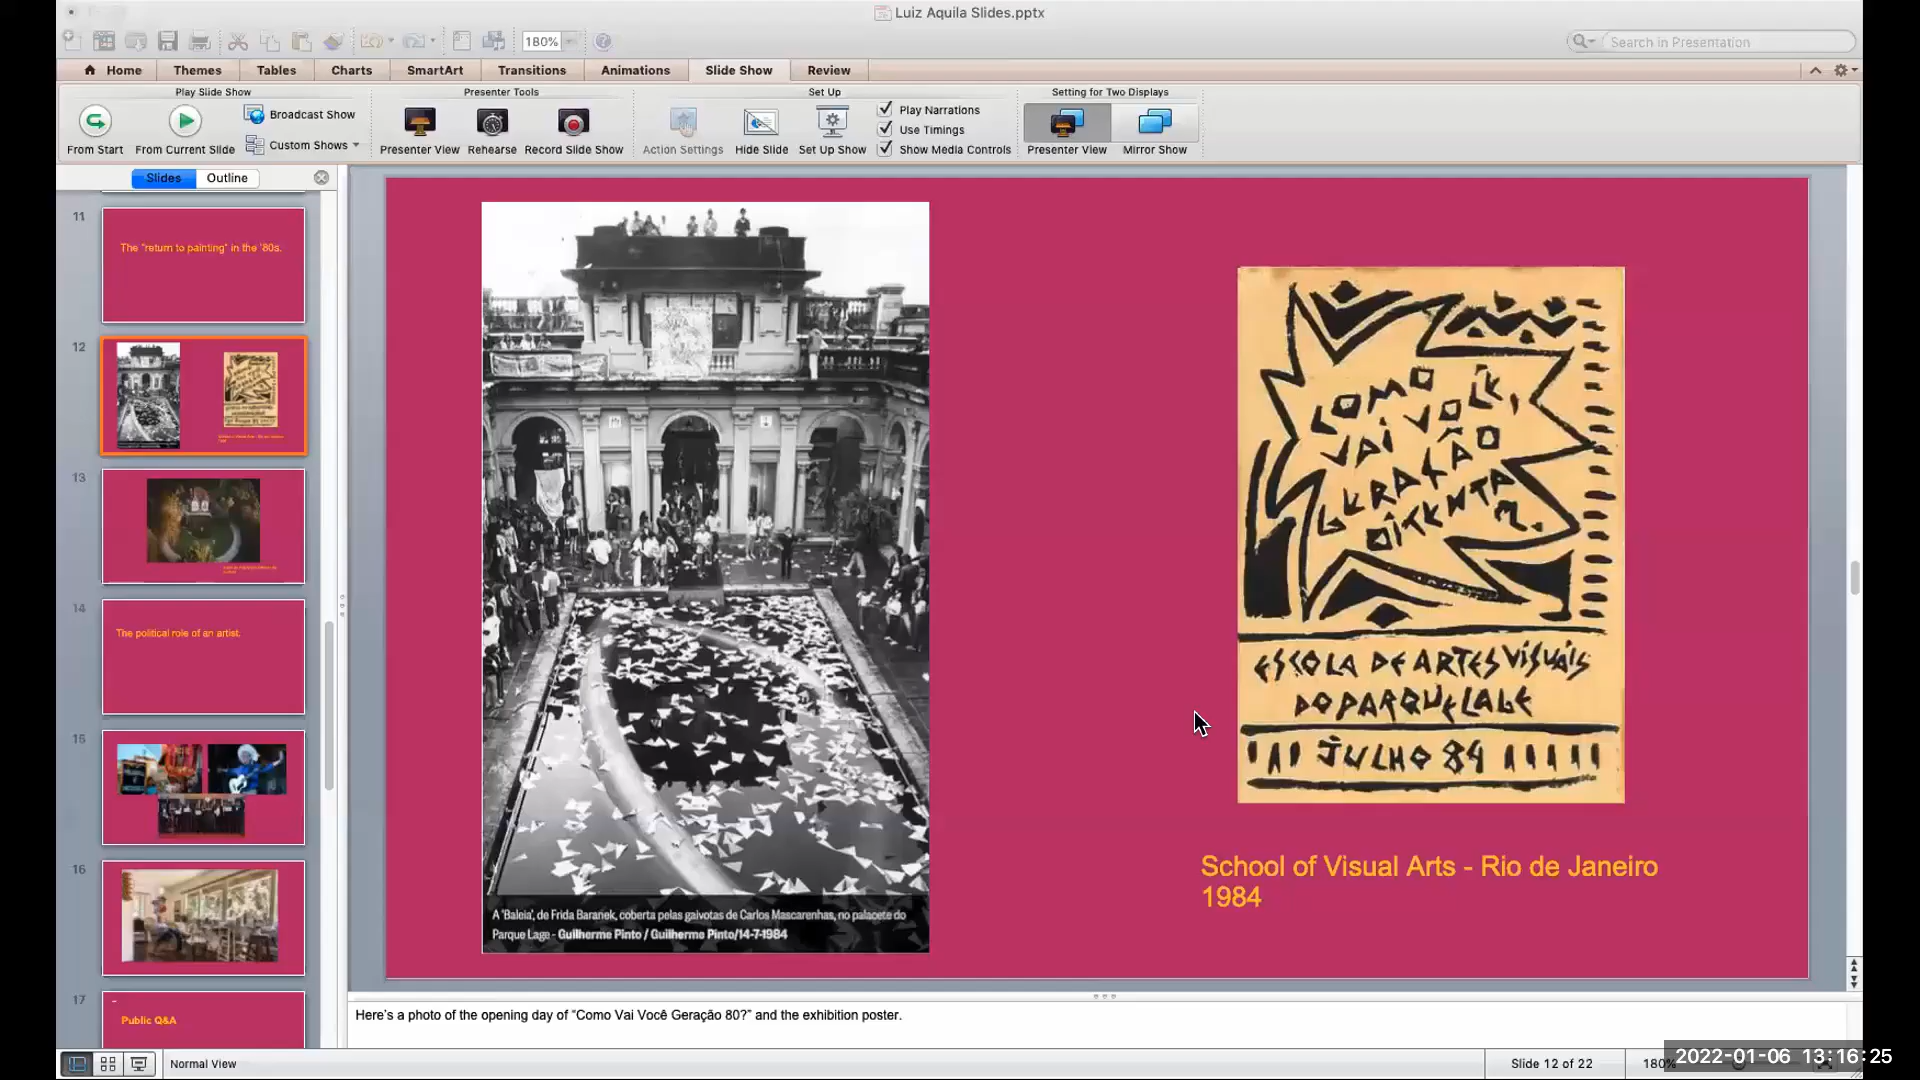 Luiz Aquila Slides.pptx
180%
Search in Presentation
Home Themes Tables Charts SmartArt Transitions Animations Slide Show Review
Play Slide Show Presenter Tools Set Up Setting for Two Displays
From Start
From Current Slide
Broadcast Show
Custom Shows
Presenter View
Rehearse
Record Slide Show
Action Settings
Hide Slide
Set Up Show
Play Narrations
Use Timings
Show Media Controls
Presenter View
Mirror Show
Slides Outline
11
The "return to painting" in the '80s.
12
13
14
The political role of an artist.
15
16
17
Public Q&A
A 'Baleia', de Frida Baranek, coberta pelas gaivotas de Carlos Mascarenhas, no palacete do
Parque Lage - Guilherme Pinto / Guilherme Pinto/14-7-1984
COMO
VAI VOCÊ,
GERAÇÃO
OITENTA
?
ESCOLA DE ARTES VISUAIS
DO PARQUE LAGE
JULHO 84
School of Visual Arts - Rio de Janeiro
1984
Here's a photo of the opening day of "Como Vai Você Geração 80?" and the exhibition poster.
Normal View
Slide 12 of 22
180%
2022-01-06 13:16:25